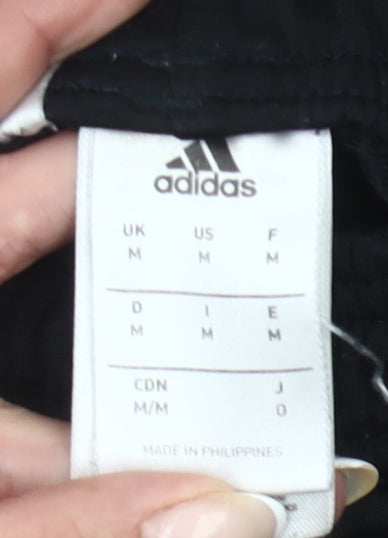 adidas
UK US F
M M M
D I E
M M M
CDN J
M/M O
MADE IN PHILIPPINES